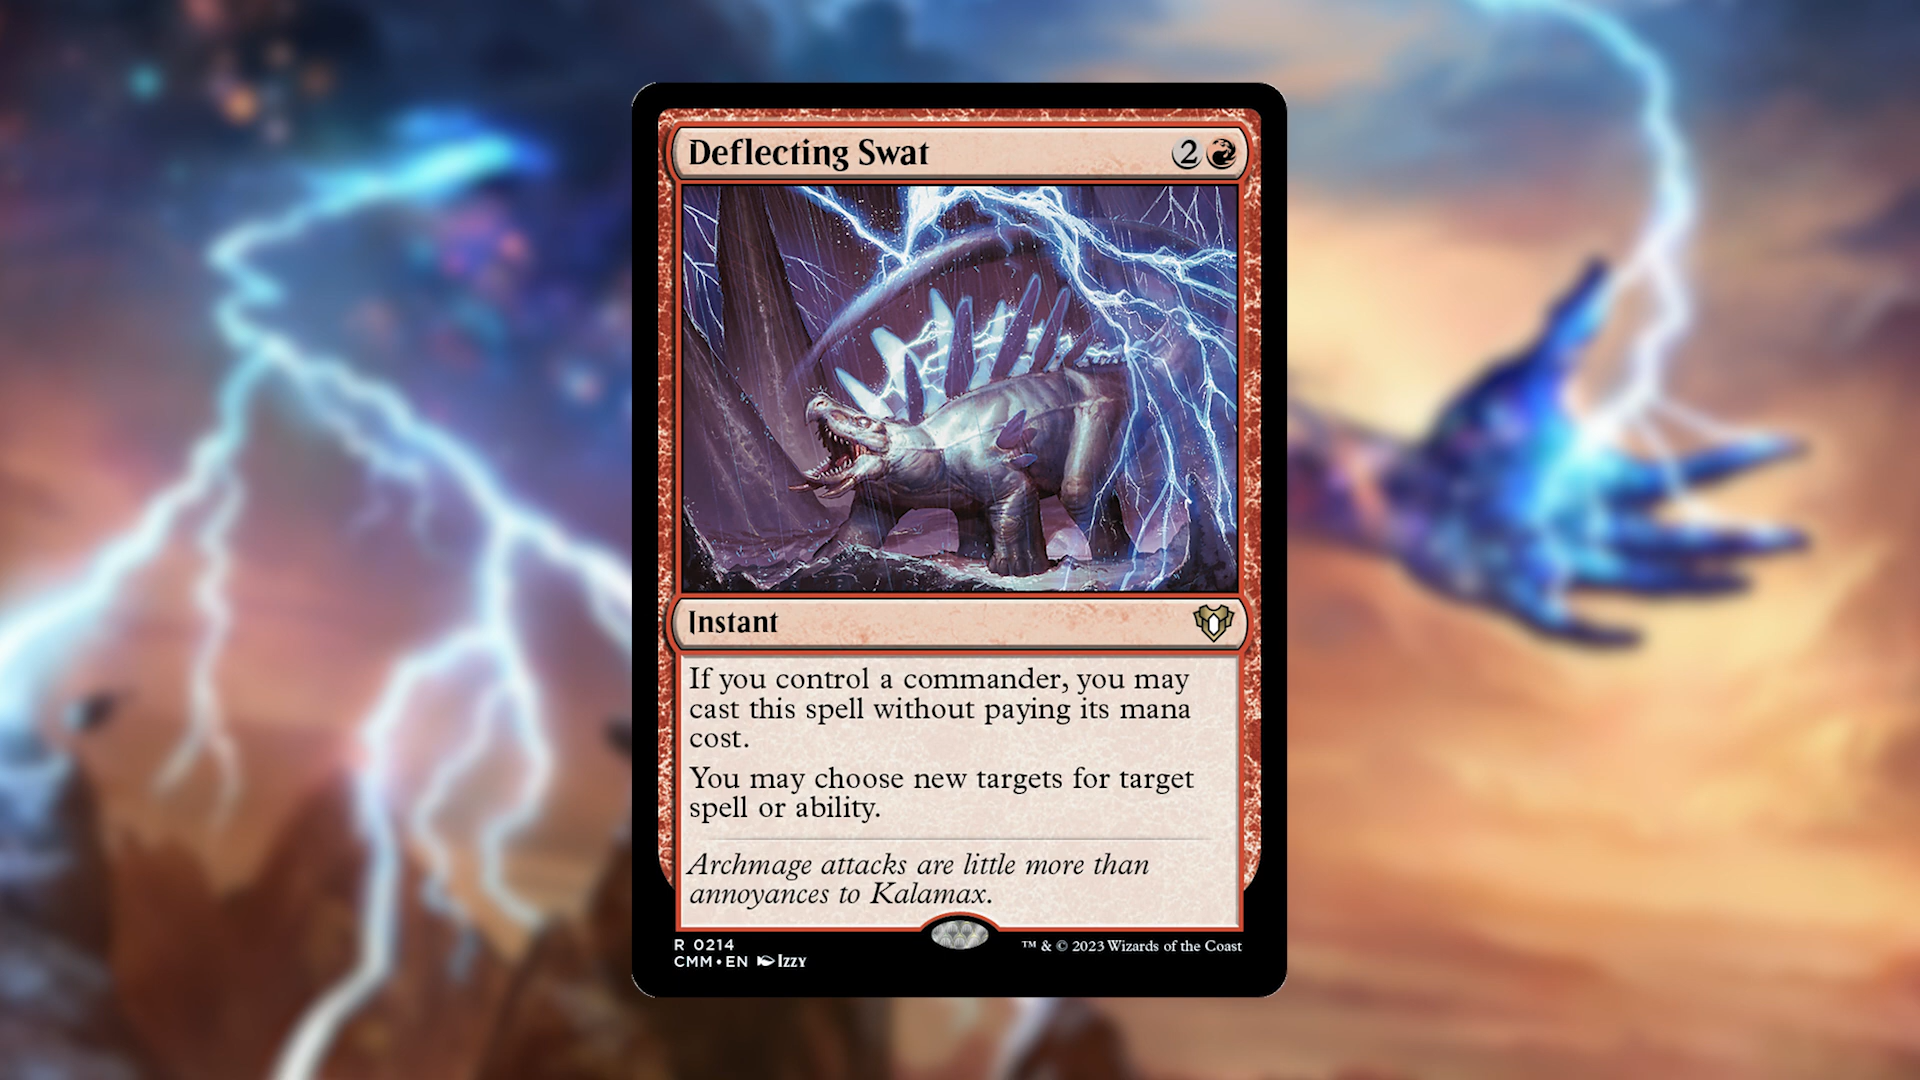 Deflecting Swat
2
Instant
If you control a commander, you may
cast this spell without paying its mana
cost.
You may choose new targets for target
spell or ability.
Archmage attacks are little more than
annoyances to Kalamax.
R 0214
CMM • EN Izzy
™ & © 2023 Wizards of the Coast